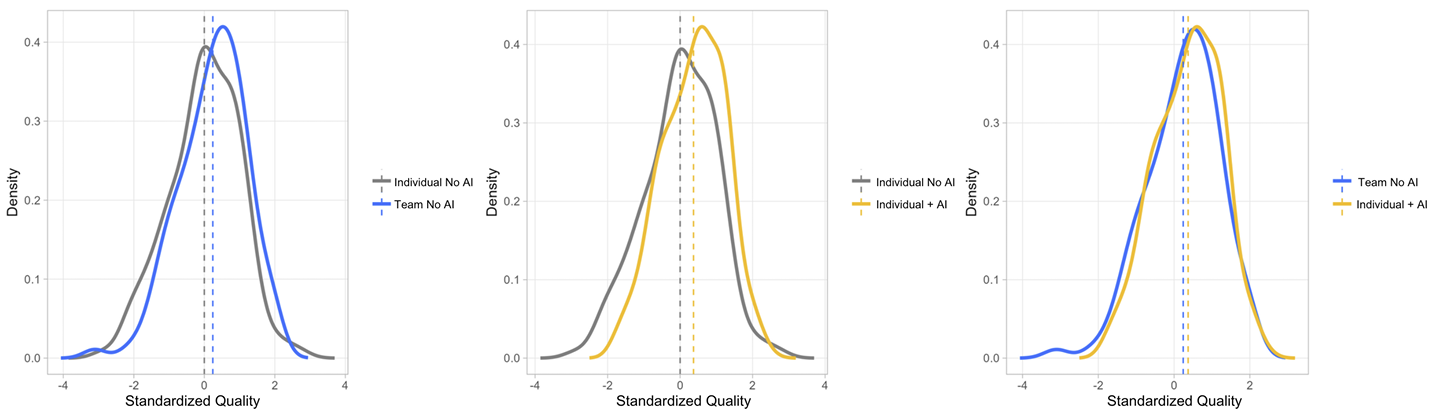 Density
0.4
0.3
0.2
0.1
0.0
-4 -2 0 2 4
Standardized Quality
Individual No AI
Team No AI
Density
0.4
0.3
0.2
0.1
0.0
-4 -2 0 2 4
Standardized Quality
Individual No AI
Individual + AI
Density
0.4
0.3
0.2
0.1
0.0
-4 -2 0 2
Standardized Quality
Team No AI
Individual + AI